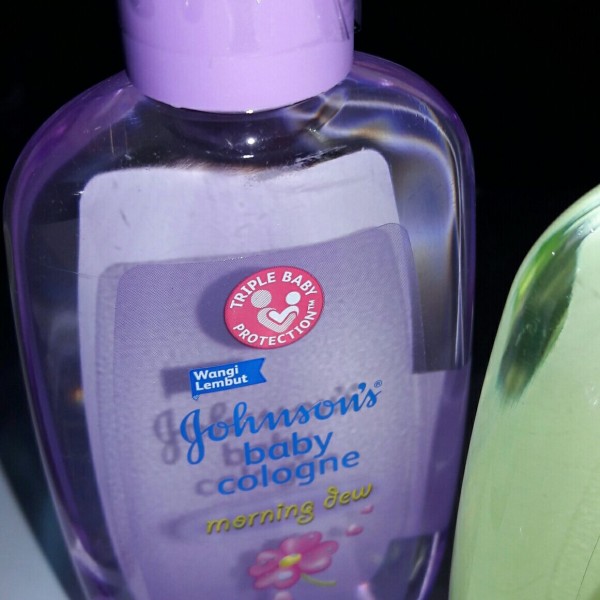 TRIPLE BABY
PROTECTION™
Wangi
Lembut
Johnson's®
baby
cologne
morning dew